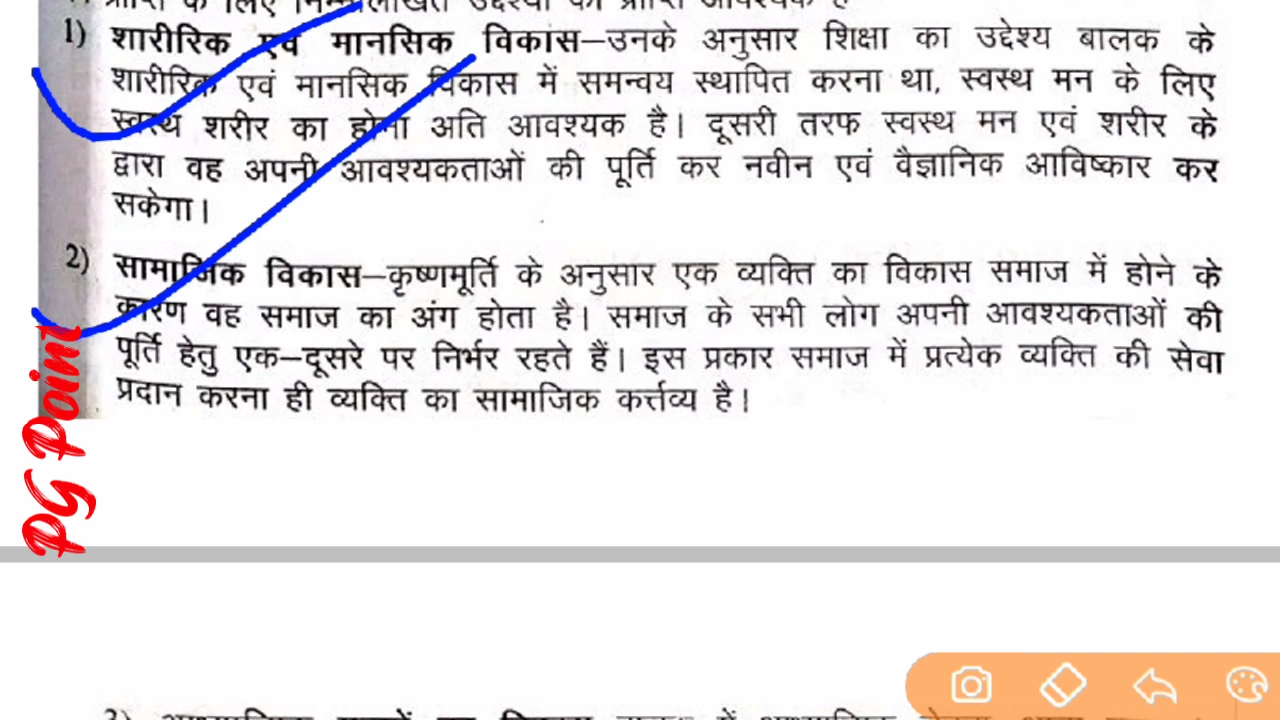 1) शारीरिक एवं मानसिक विकास–उनके अनुसार शिक्षा का उद्देश्य बालक के
शारीरिक एवं मानसिक विकास में समन्वय स्थापित करना था, स्वस्थ मन के लिए
स्वस्थ शरीर का होना अति आवश्यक है। दूसरी तरफ स्वस्थ मन एवं शरीर के
द्वारा वह अपनी आवश्यकताओं की पूर्ति कर नवीन एवं वैज्ञानिक आविष्कार कर
सकेगा।
2) सामाजिक विकास–कृष्णमूर्ति के अनुसार एक व्यक्ति का विकास समाज में होने के
कारण वह समाज का अंग होता है। समाज के सभी लोग अपनी आवश्यकताओं की
पूर्ति हेतु एक–दूसरे पर निर्भर रहते हैं। इस प्रकार समाज में प्रत्येक व्यक्ति की सेवा
प्रदान करना ही व्यक्ति का सामाजिक कर्त्तव्य है।
PG Point